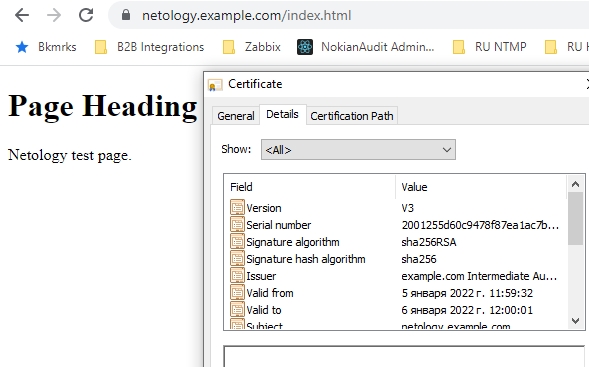 netology.example.com/index.html
Bkmrks B2B Integrations Zabbix NokianAudit Admin... RU NTMP RU H
Page Heading
Netology test page.
Certificate
General Details Certification Path
Show: <All>
Field Value
Version V3
Serial number 2001255d60c9478f87ea1ac7b...
Signature algorithm sha256RSA
Signature hash algorithm sha256
Issuer example.com Intermediate Au...
Valid from 5 января 2022 г. 11:59:32
Valid to 6 января 2022 г. 12:00:01
Subject netology.example.com